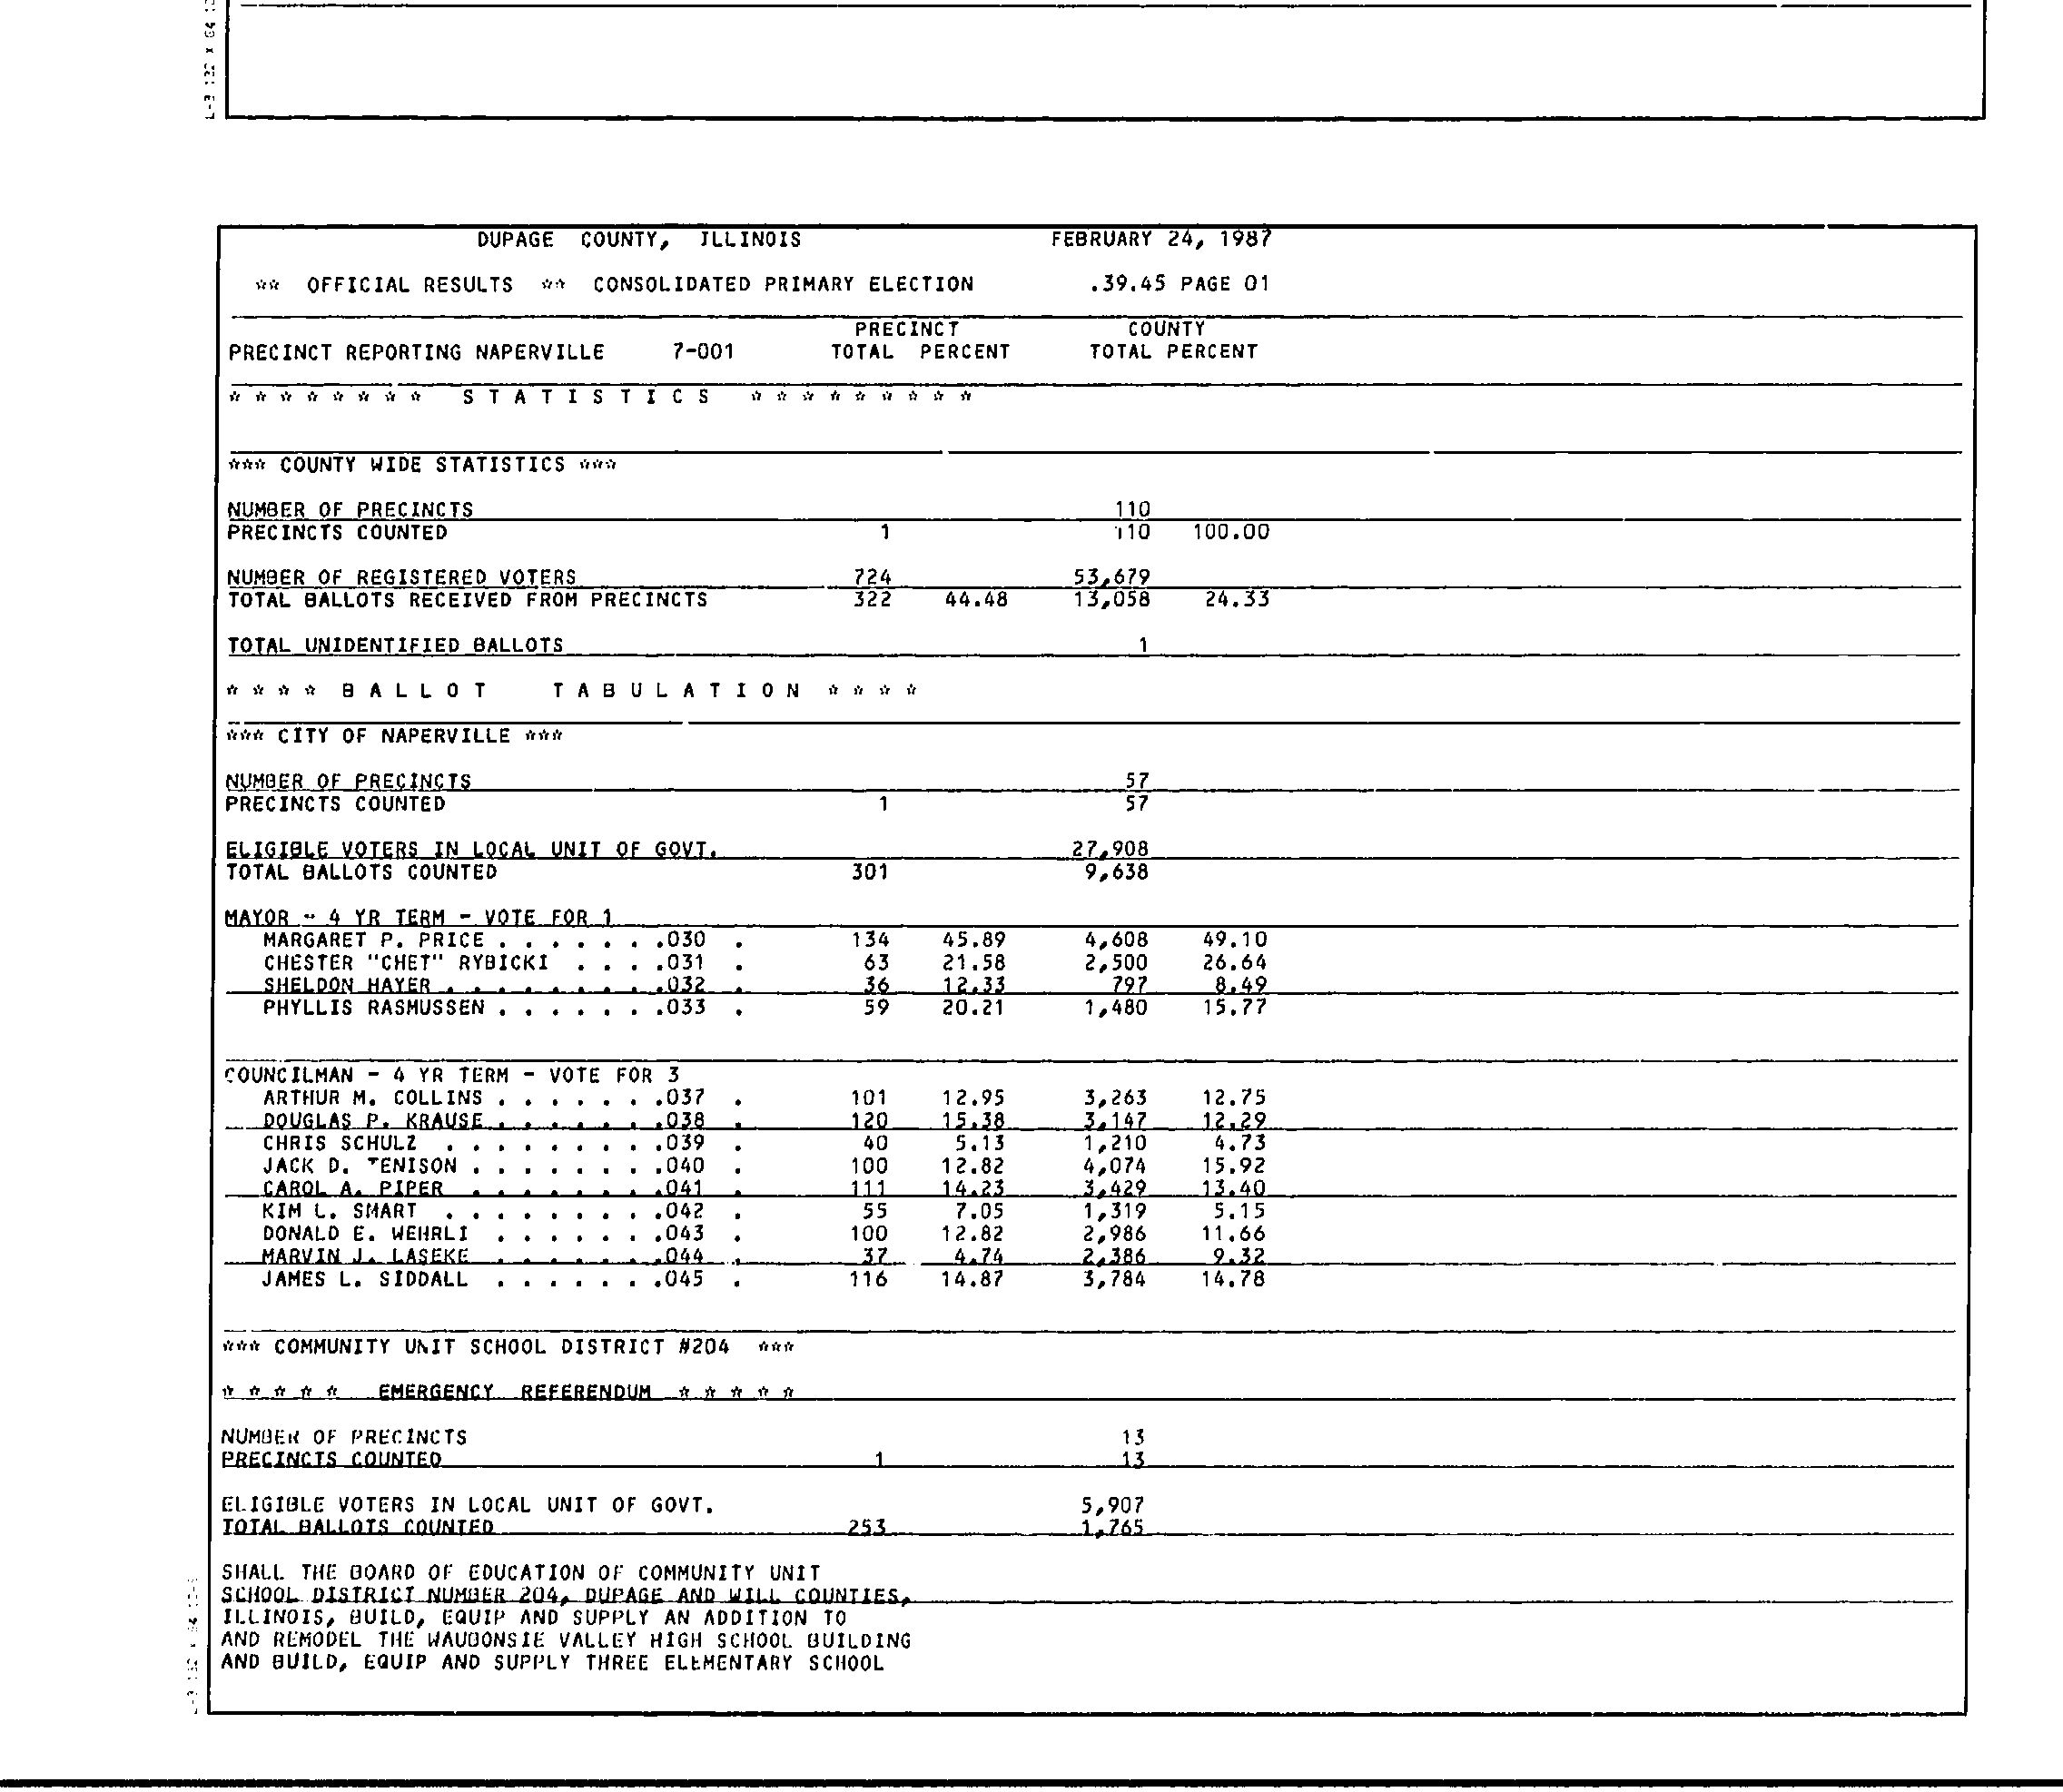 DUPAGE COUNTY, ILLINOIS FEBRUARY 24, 1987
** OFFICIAL RESULTS ** CONSOLIDATED PRIMARY ELECTION .39.45 PAGE 01
PRECINCT COUNTY
PRECINCT REPORTING NAPERVILLE 7-001 TOTAL PERCENT TOTAL PERCENT
* * * * * * * * S T A T I S T I C S * * * * * * * * *
*** COUNTY WIDE STATISTICS ***
NUMBER OF PRECINCTS 110
PRECINCTS COUNTED 1 110 100.00
NUMBER OF REGISTERED VOTERS 724 53,679
TOTAL BALLOTS RECEIVED FROM PRECINCTS 322 44.48 13,058 24.33
TOTAL UNIDENTIFIED BALLOTS 1
* * * * B A L L O T T A B U L A T I O N * * * *
*** CITY OF NAPERVILLE ***
NUMBER OF PRECINCTS 57
PRECINCTS COUNTED 1 57
ELIGIBLE VOTERS IN LOCAL UNIT OF GOVT. 27,908
TOTAL BALLOTS COUNTED 301 9,638
MAYOR - 4 YR TERM - VOTE FOR 1
MARGARET P. PRICE . . . . . . .030 . 134 45.89 4,608 49.10
CHESTER "CHET" RYBICKI . . . .031 . 63 21.58 2,500 26.64
SHELDON HAYER . . . . . . . . .032 . 36 12.33 797 8.49
PHYLLIS RASMUSSEN . . . . . . .033 . 59 20.21 1,480 15.77
COUNCILMAN - 4 YR TERM - VOTE FOR 3
ARTHUR M. COLLINS . . . . . . .037 . 101 12.95 3,263 12.75
DOUGLAS P. KRAUSE . . . . . . .038 . 120 15.38 3,147 12.29
CHRIS SCHULZ . . . . . . . . .039 . 40 5.13 1,210 4.73
JACK D. TENISON . . . . . . . .040 . 100 12.82 4,074 15.92
CAROL A. PIPER . . . . . . . .041 . 111 14.23 3,429 13.40
KIM L. SMART . . . . . . . . .042 . 55 7.05 1,319 5.15
DONALD E. WEHRLI . . . . . . .043 . 100 12.82 2,986 11.66
MARVIN J. LASEKE . . . . . . .044 . 37 4.74 2,386 9.32
JAMES L. SIDDALL . . . . . . .045 . 116 14.87 3,784 14.78
*** COMMUNITY UNIT SCHOOL DISTRICT #204 ***
* * * * * EMERGENCY REFERENDUM * * * * *
NUMBER OF PRECINCTS 13
PRECINCTS COUNTED 1 13
ELIGIBLE VOTERS IN LOCAL UNIT OF GOVT. 5,907
TOTAL BALLOTS COUNTED 253 1,765
SHALL THE BOARD OF EDUCATION OF COMMUNITY UNIT
SCHOOL DISTRICT NUMBER 204, DUPAGE AND WILL COUNTIES,
ILLINOIS, BUILD, EQUIP AND SUPPLY AN ADDITION TO
AND REMODEL THE WAUBONSIE VALLEY HIGH SCHOOL BUILDING
AND BUILD, EQUIP AND SUPPLY THREE ELEMENTARY SCHOOL